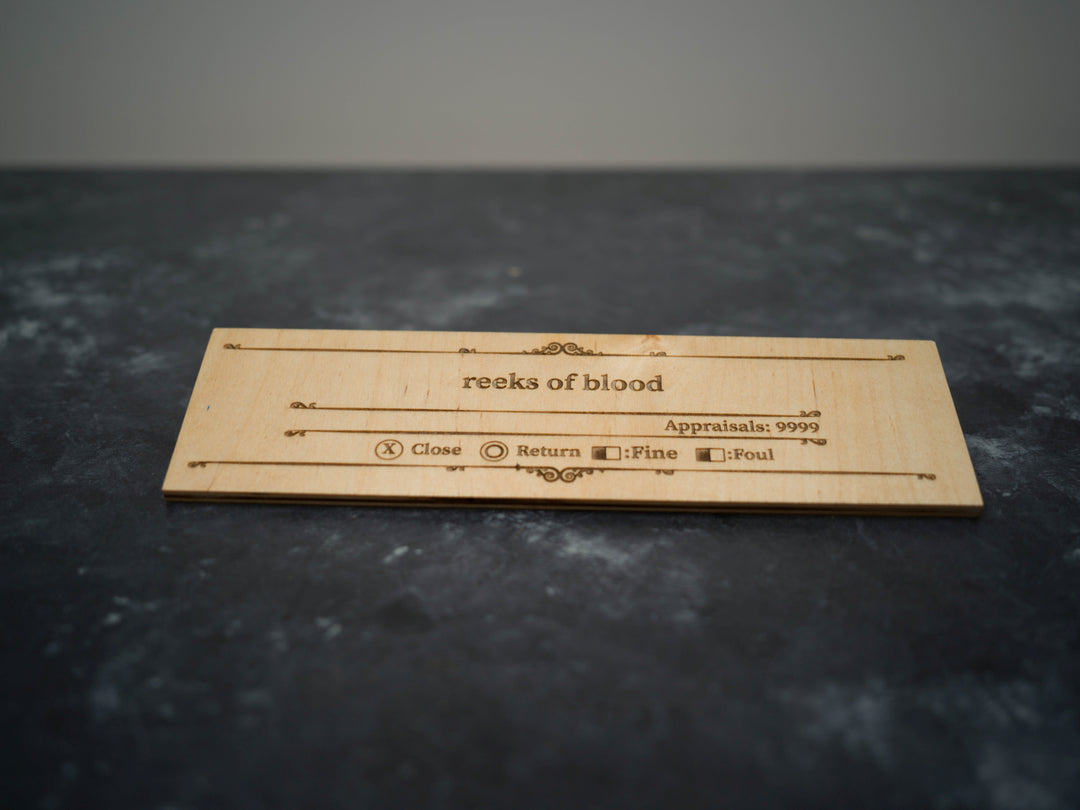 reeks of blood
Appraisals: 9999
X Close O Return :Fine :Foul